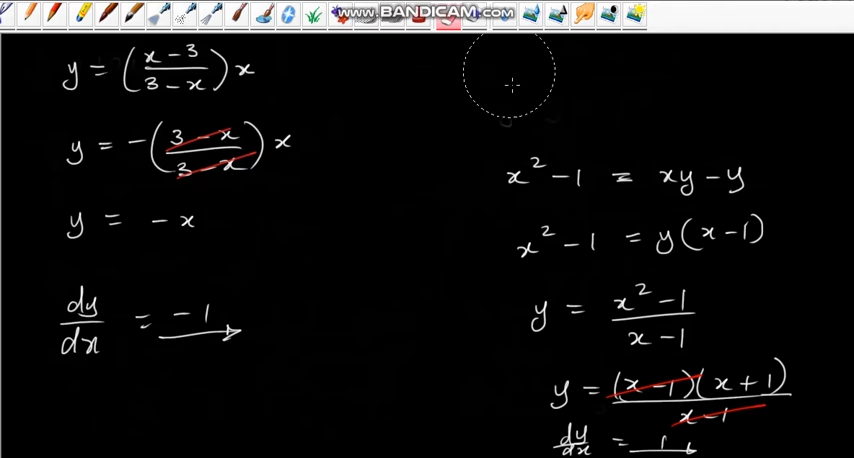 www.BANDICAM.com
y = (x - 3 / 3 - x) x
y = -(3 - x / 3 - x) x
y = - x
dy/dx = -1
x² - 1 = xy - y
x² - 1 = y(x - 1)
y = x² - 1 / x - 1
y = (x - 1)(x + 1) / x - 1
dy/dx = 1